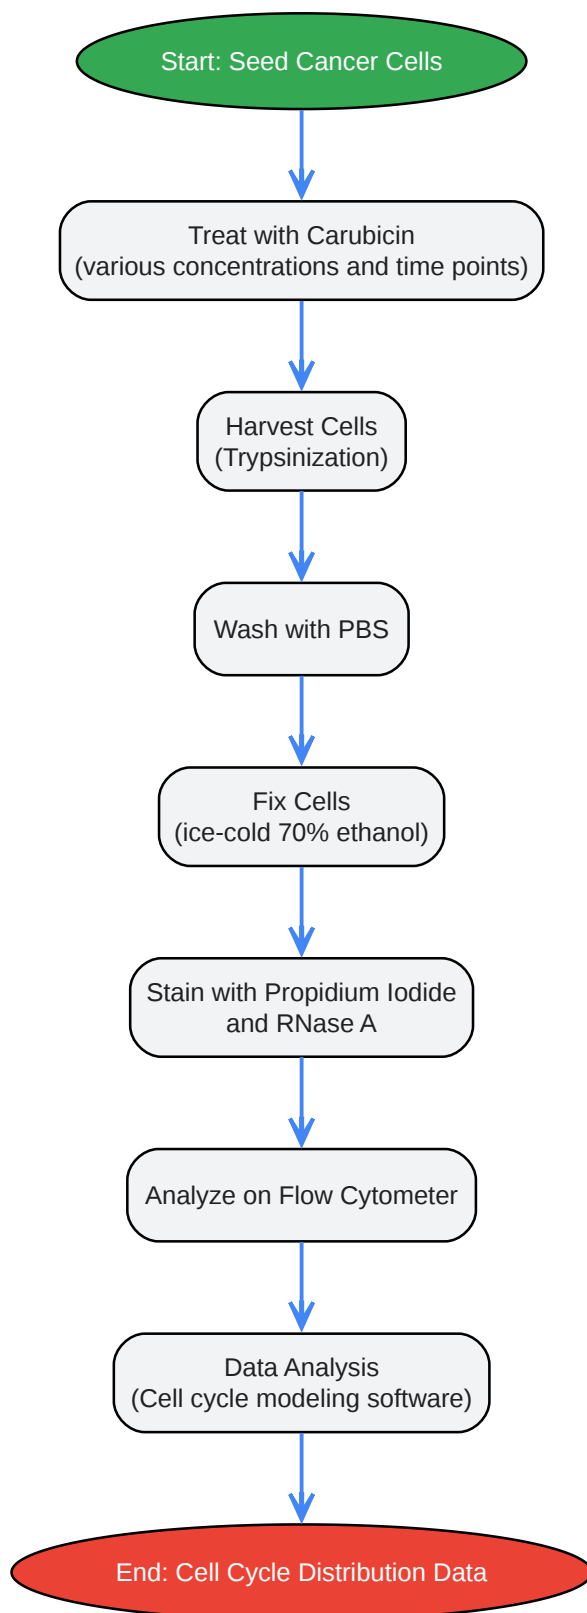 Start: Seed Cancer Cells
Treat with Carubicin
(various concentrations and time points)
Harvest Cells
(Trypsinization)
Wash with PBS
Fix Cells
(ice-cold 70% ethanol)
Stain with Propidium Iodide
and RNase A
Analyze on Flow Cytometer
Data Analysis
(Cell cycle modeling software)
End: Cell Cycle Distribution Data